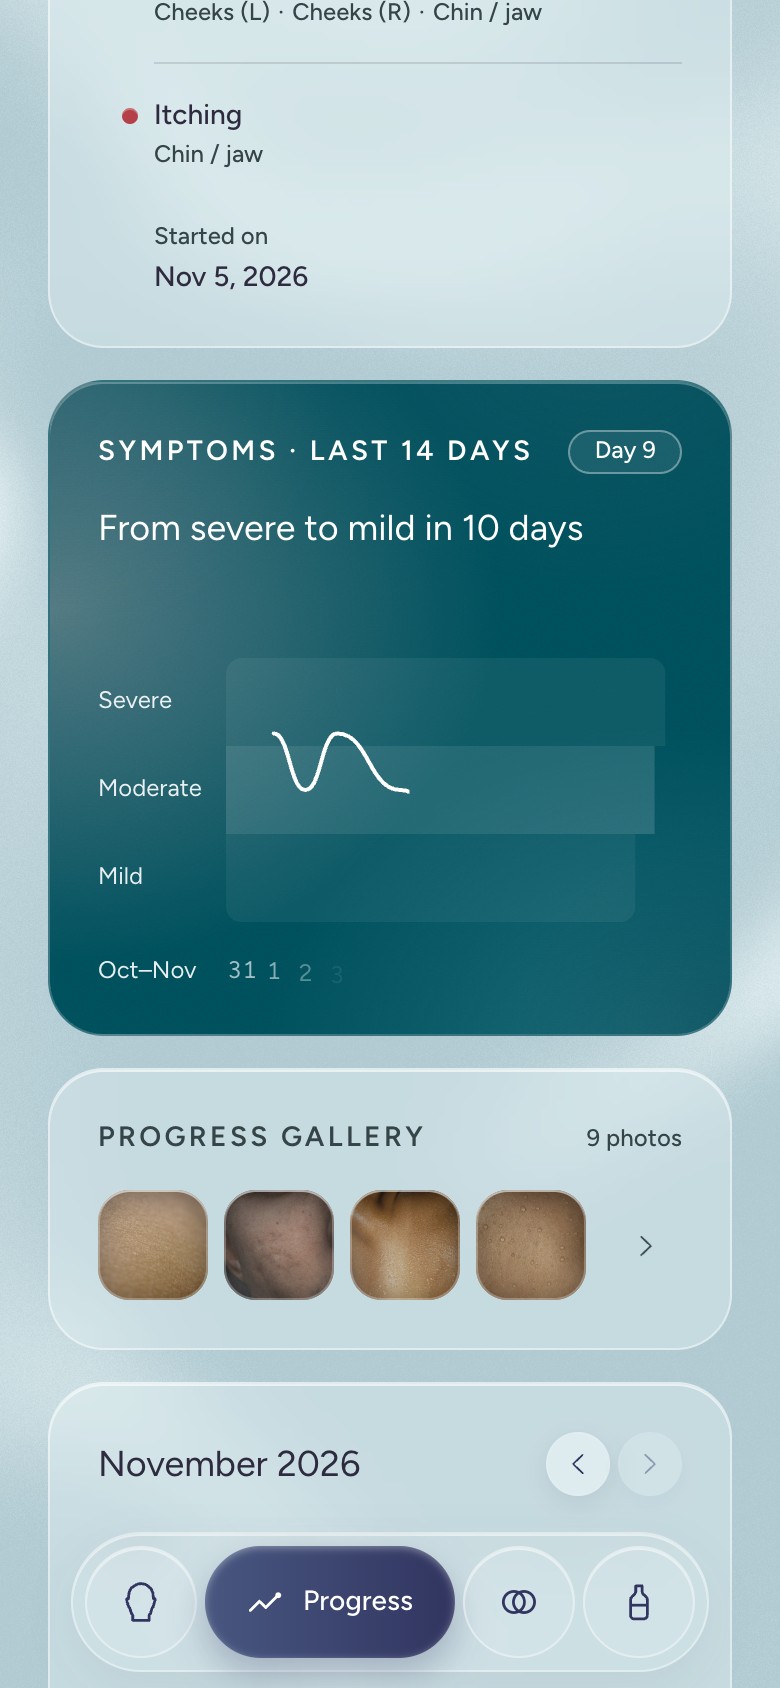 Cheeks (L) · Cheeks (R) · Chin / jaw
Itching
Chin / jaw
Started on
Nov 5, 2026
SYMPTOMS · LAST 14 DAYS
Day 9
From severe to mild in 10 days
Severe
Moderate
Mild
Oct–Nov 31 1 2 3
PROGRESS GALLERY
9 photos
November 2026
Progress